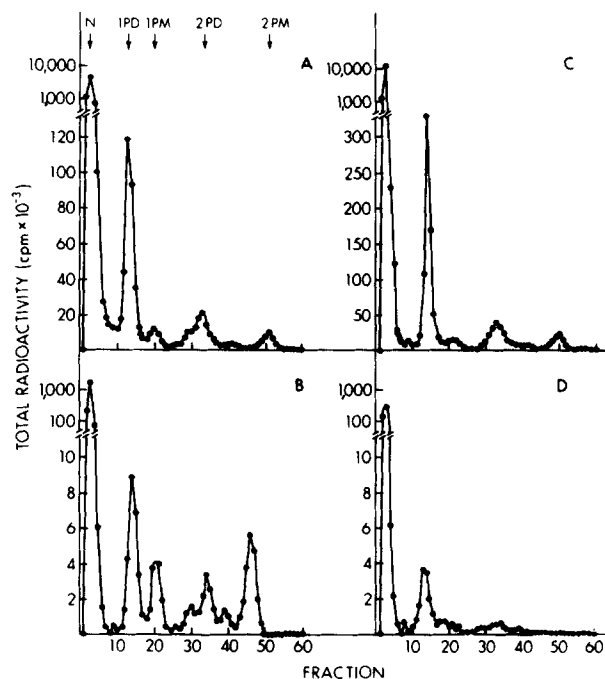 N 1PD 1PM 2PD 2PM
A C
10,000 10,000
1,000 1,000
120 300
100 250
80 200
60 150
40 100
20 50
B D
1,000 1,000
100 100
10 10
8 8
6 6
4 4
2 2
10 20 30 40 50 60 10 20 30 40 50 60
TOTAL RADIOACTIVITY (cpm × 10⁻³)
FRACTION